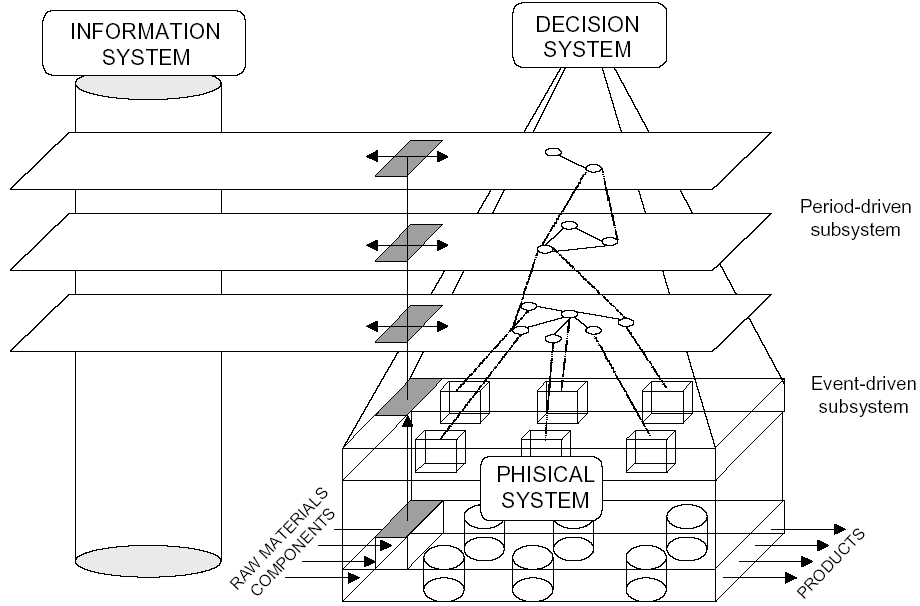 INFORMATION
SYSTEM
DECISION
SYSTEM
Period-driven
subsystem
Event-driven
subsystem
PHISICAL
SYSTEM
RAW MATERIALS
COMPONENTS
PRODUCTS